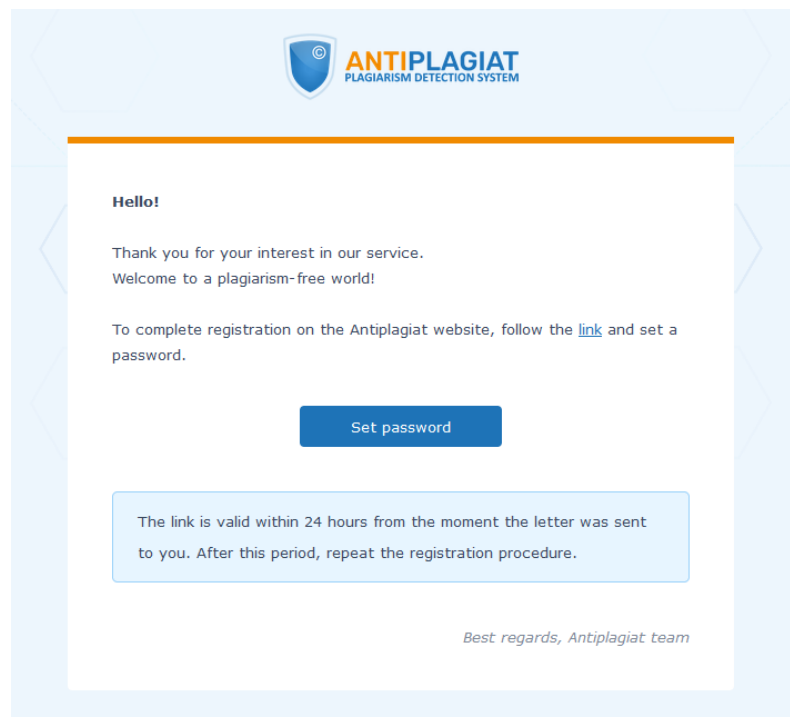 ©
ANTIPLAGIAT
PLAGIARISM DETECTION SYSTEM
Hello!
Thank you for your interest in our service.
Welcome to a plagiarism-free world!
To complete registration on the Antiplagiat website, follow the link and set a
password.
Set password
The link is valid within 24 hours from the moment the letter was sent
to you. After this period, repeat the registration procedure.
Best regards, Antiplagiat team